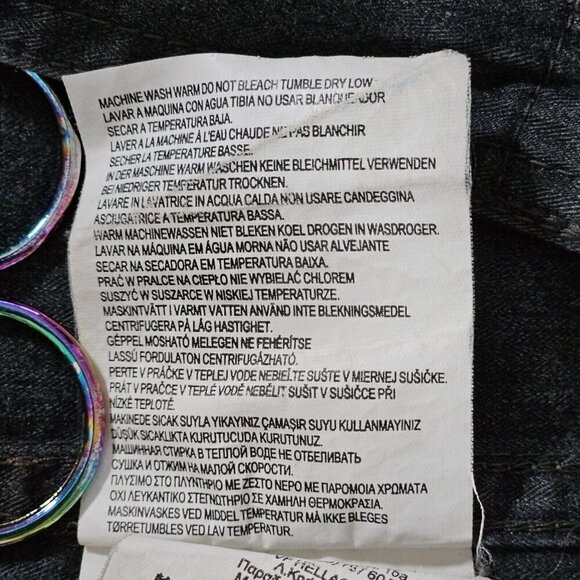 MACHINE WASH WARM DO NOT BLEACH TUMBLE DRY LOW
LAVAR A MAQUINA CON AGUA TIBIA NO USAR BLANQUEADOR
SECAR A TEMPERATURA BAJA.
LAVER A LA MACHINE À L'EAU CHAUDE NE PAS BLANCHIR
SECHER LA TEMPERATURE BASSE.
IN DER MASCHINE WARM WASCHEN KEINE BLEICHMITTEL VERWENDEN
BEI NIEDRIGER TEMPERATUR TROCKNEN.
LAVARE IN LAVATRICE IN ACQUA CALDA NON USARE CANDEGGINA
ASCIUGATRICE A TEMPERATURA BASSA.
WARM MACHINEWASSEN NIET BLEKEN KOEL DROGEN IN WASDROGER.
LAVAR NA MÁQUINA EM ÁGUA MORNA NÃO USAR ALVEJANTE
SECAR NA SECADORA EM TEMPERATURA BAIXA.
PRAĆ W PRALCE NA CIEPŁO NIE WYBIELAĆ CHLOREM
SUSZYĆ W SUSZARCE W NISKIEJ TEMPERATURZE.
MASKINTVÄTT I VARMT VATTEN ANVÄND INTE BLEKNINGSMEDEL
CENTRIFUGERA PÅ LÅG HASTIGHET.
GÉPPEL MOSHATÓ MELEGEN NE FEHÉRÍTSE
LASSÚ FORDULATON CENTRIFUGÁZHATÓ.
PERTE V PRÁČKE V TEPLEJ VODE NEBIEĽTE SUŠTE V MIERNEJ SUŠIČKE.
PRÁT V PRAČCE V TEPLÉ VODĚ NEBĚLIT SUŠIT V SUŠIČCE PŘI
NÍZKÉ TEPLOTĚ.
MAKINEDE SICAK SUYLA YIKAYINIZ ÇAMAŞIR SUYU KULLANMAYINIZ
DÜŞÜK SICAKLIKTA KURUTUCUDA KURUTUNUZ.
МАШИННАЯ СТИРКА В ТЕПЛОЙ ВОДЕ НЕ ОТБЕЛИВАТЬ
СУШКА И ОТЖИМ НА МАЛОЙ СКОРОСТИ.
ΠΛΥΣΙΜΟ ΣΤΟ ΠΛΥΝΤΗΡΙΟ ΜΕ ΖΕΣΤΟ ΝΕΡΟ ΜΕ ΠΑΡΟΜΟΙΑ ΧΡΩΜΑΤΑ
ΟΧΙ ΛΕΥΚΑΝΤΙΚΟ ΣΤΕΓΝΩΤΗΡΙΟ ΣΕ ΧΑΜΗΛΗ ΘΕΡΜΟΚΡΑΣΙΑ.
MASKINVASKES VED MIDDEL TEMPERATUR MÅ IKKE BLEGES
TØRRETUMBLES VED LAV TEMPERATUR.